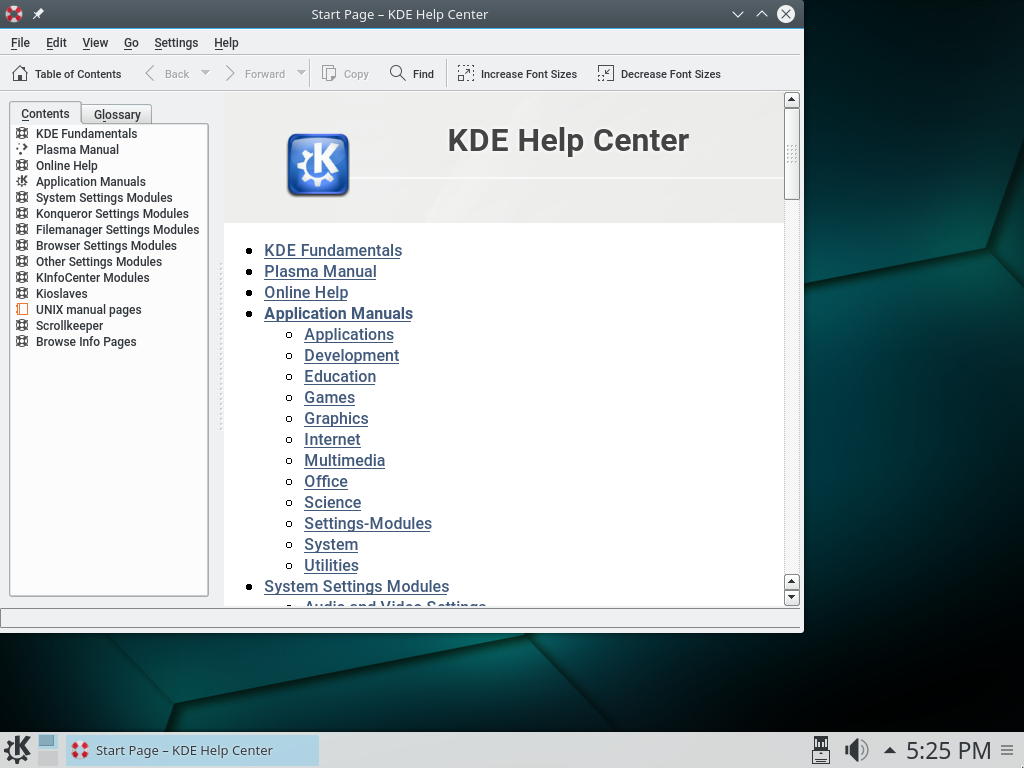 Start Page – KDE Help Center
File Edit View Go Settings Help
Table of Contents Back Forward Copy Find Increase Font Sizes Decrease Font Sizes
Contents Glossary
KDE Fundamentals
Plasma Manual
Online Help
Application Manuals
System Settings Modules
Konqueror Settings Modules
Filemanager Settings Modules
Browser Settings Modules
Other Settings Modules
KInfoCenter Modules
Kioslaves
UNIX manual pages
Scrollkeeper
Browse Info Pages
KDE Help Center
KDE Fundamentals
Plasma Manual
Online Help
Application Manuals
Applications
Development
Education
Games
Graphics
Internet
Multimedia
Office
Science
Settings-Modules
System
Utilities
System Settings Modules
Audio and Video Settings
Start Page – KDE Help Center
5:25 PM